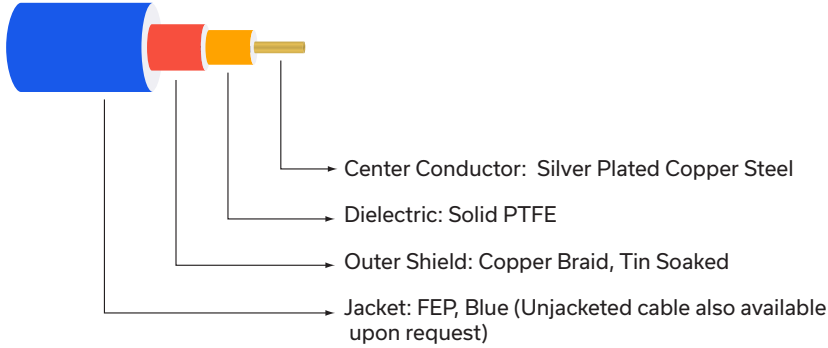 Center Conductor:  Silver Plated Copper Steel
Dielectric: Solid PTFE
Outer Shield: Copper Braid, Tin Soaked
Jacket: FEP, Blue (Unjacketed cable also available
upon request)